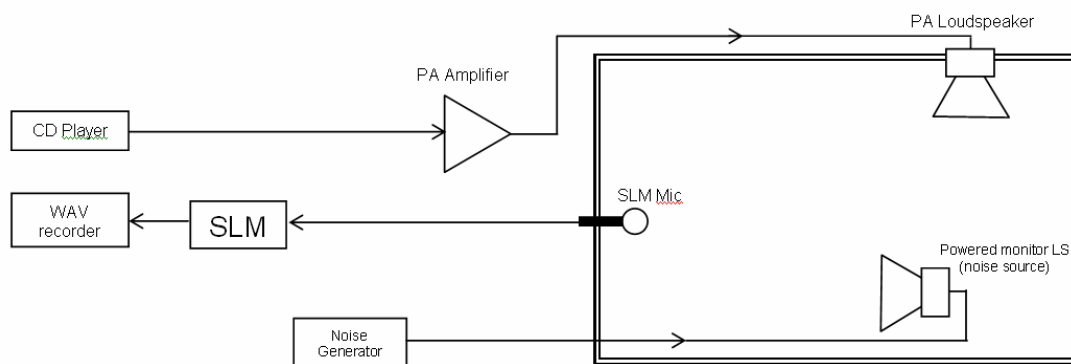 PA Loudspeaker
PA Amplifier
CD Player
SLM Mic
WAV
recorder
SLM
Powered monitor LS
(noise source)
Noise
Generator